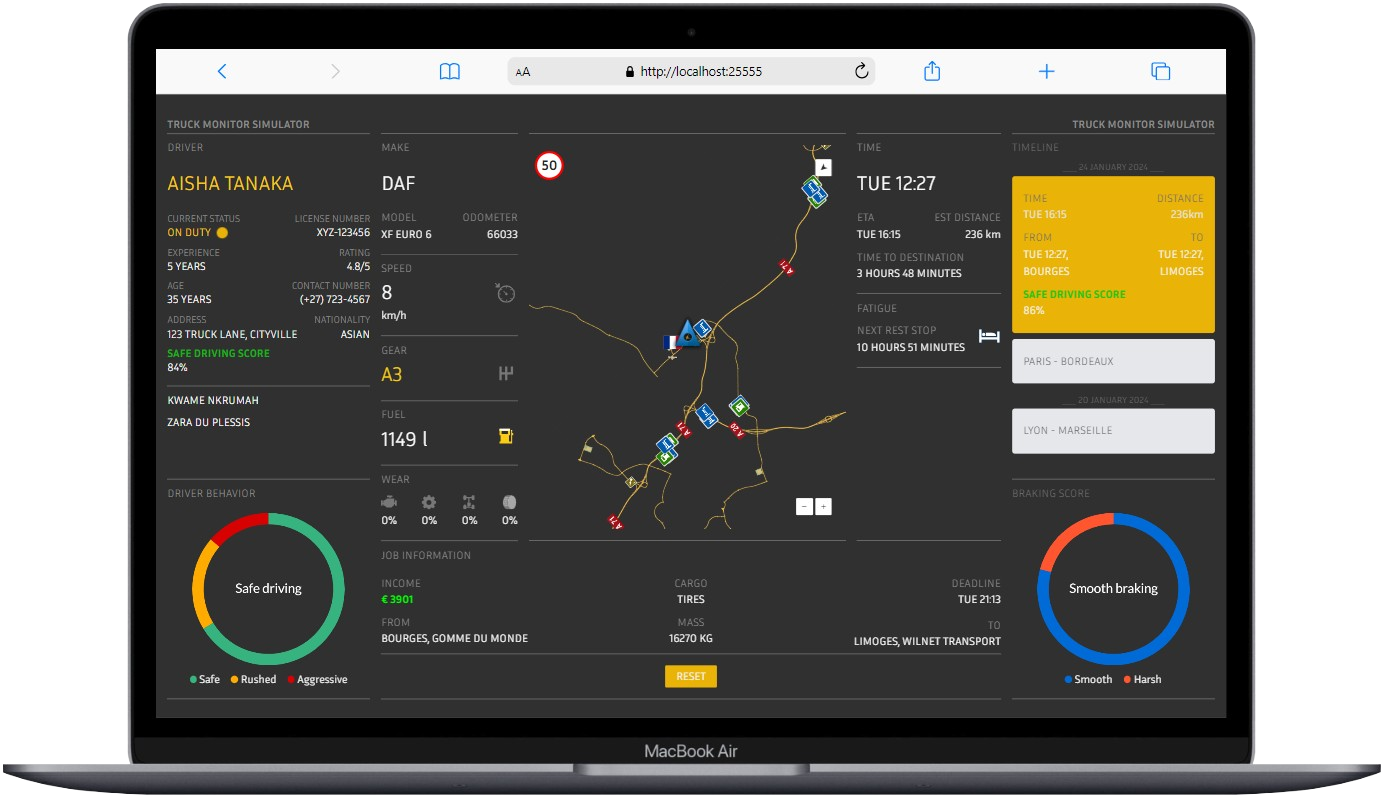 AA
http://localhost:25555
TRUCK MONITOR SIMULATOR
TRUCK MONITOR SIMULATOR
DRIVER
AISHA TANAKA
CURRENT STATUS
LICENSE NUMBER
ON DUTY
XYZ-123456
EXPERIENCE
RATING
5 YEARS
4.8/5
AGE
CONTACT NUMBER
35 YEARS
(+27) 723-4567
ADDRESS
NATIONALITY
123 TRUCK LANE, CITYVILLE
ASIAN
SAFE DRIVING SCORE
84%
KWAME NKRUMAH
ZARA DU PLESSIS
DRIVER BEHAVIOR
Safe driving
Safe
Rushed
Aggressive
MAKE
DAF
MODEL
ODOMETER
XF EURO 6
66033
SPEED
8
km/h
GEAR
A3
FUEL
1149 l
WEAR
0%
0%
0%
0%
50
A 71
A 71
A 20
A 71
−
+
TIME
TUE 12:27
ETA
EST DISTANCE
TUE 16:15
236 km
TIME TO DESTINATION
3 HOURS 48 MINUTES
FATIGUE
NEXT REST STOP
10 HOURS 51 MINUTES
JOB INFORMATION
INCOME
CARGO
DEADLINE
€ 3901
TIRES
TUE 21:13
FROM
MASS
TO
BOURGES, GOMME DU MONDE
16270 KG
LIMOGES, WILNET TRANSPORT
RESET
TIMELINE
___ 24 JANUARY 2024 ___
TIME
DISTANCE
TUE 16:15
236km
FROM
TO
TUE 12:27,
TUE 12:27,
BOURGES
LIMOGES
SAFE DRIVING SCORE
86%
PARIS - BORDEAUX
___ 20 JANUARY 2024 ___
LYON - MARSEILLE
BRAKING SCORE
Smooth braking
Smooth
Harsh
MacBook Air